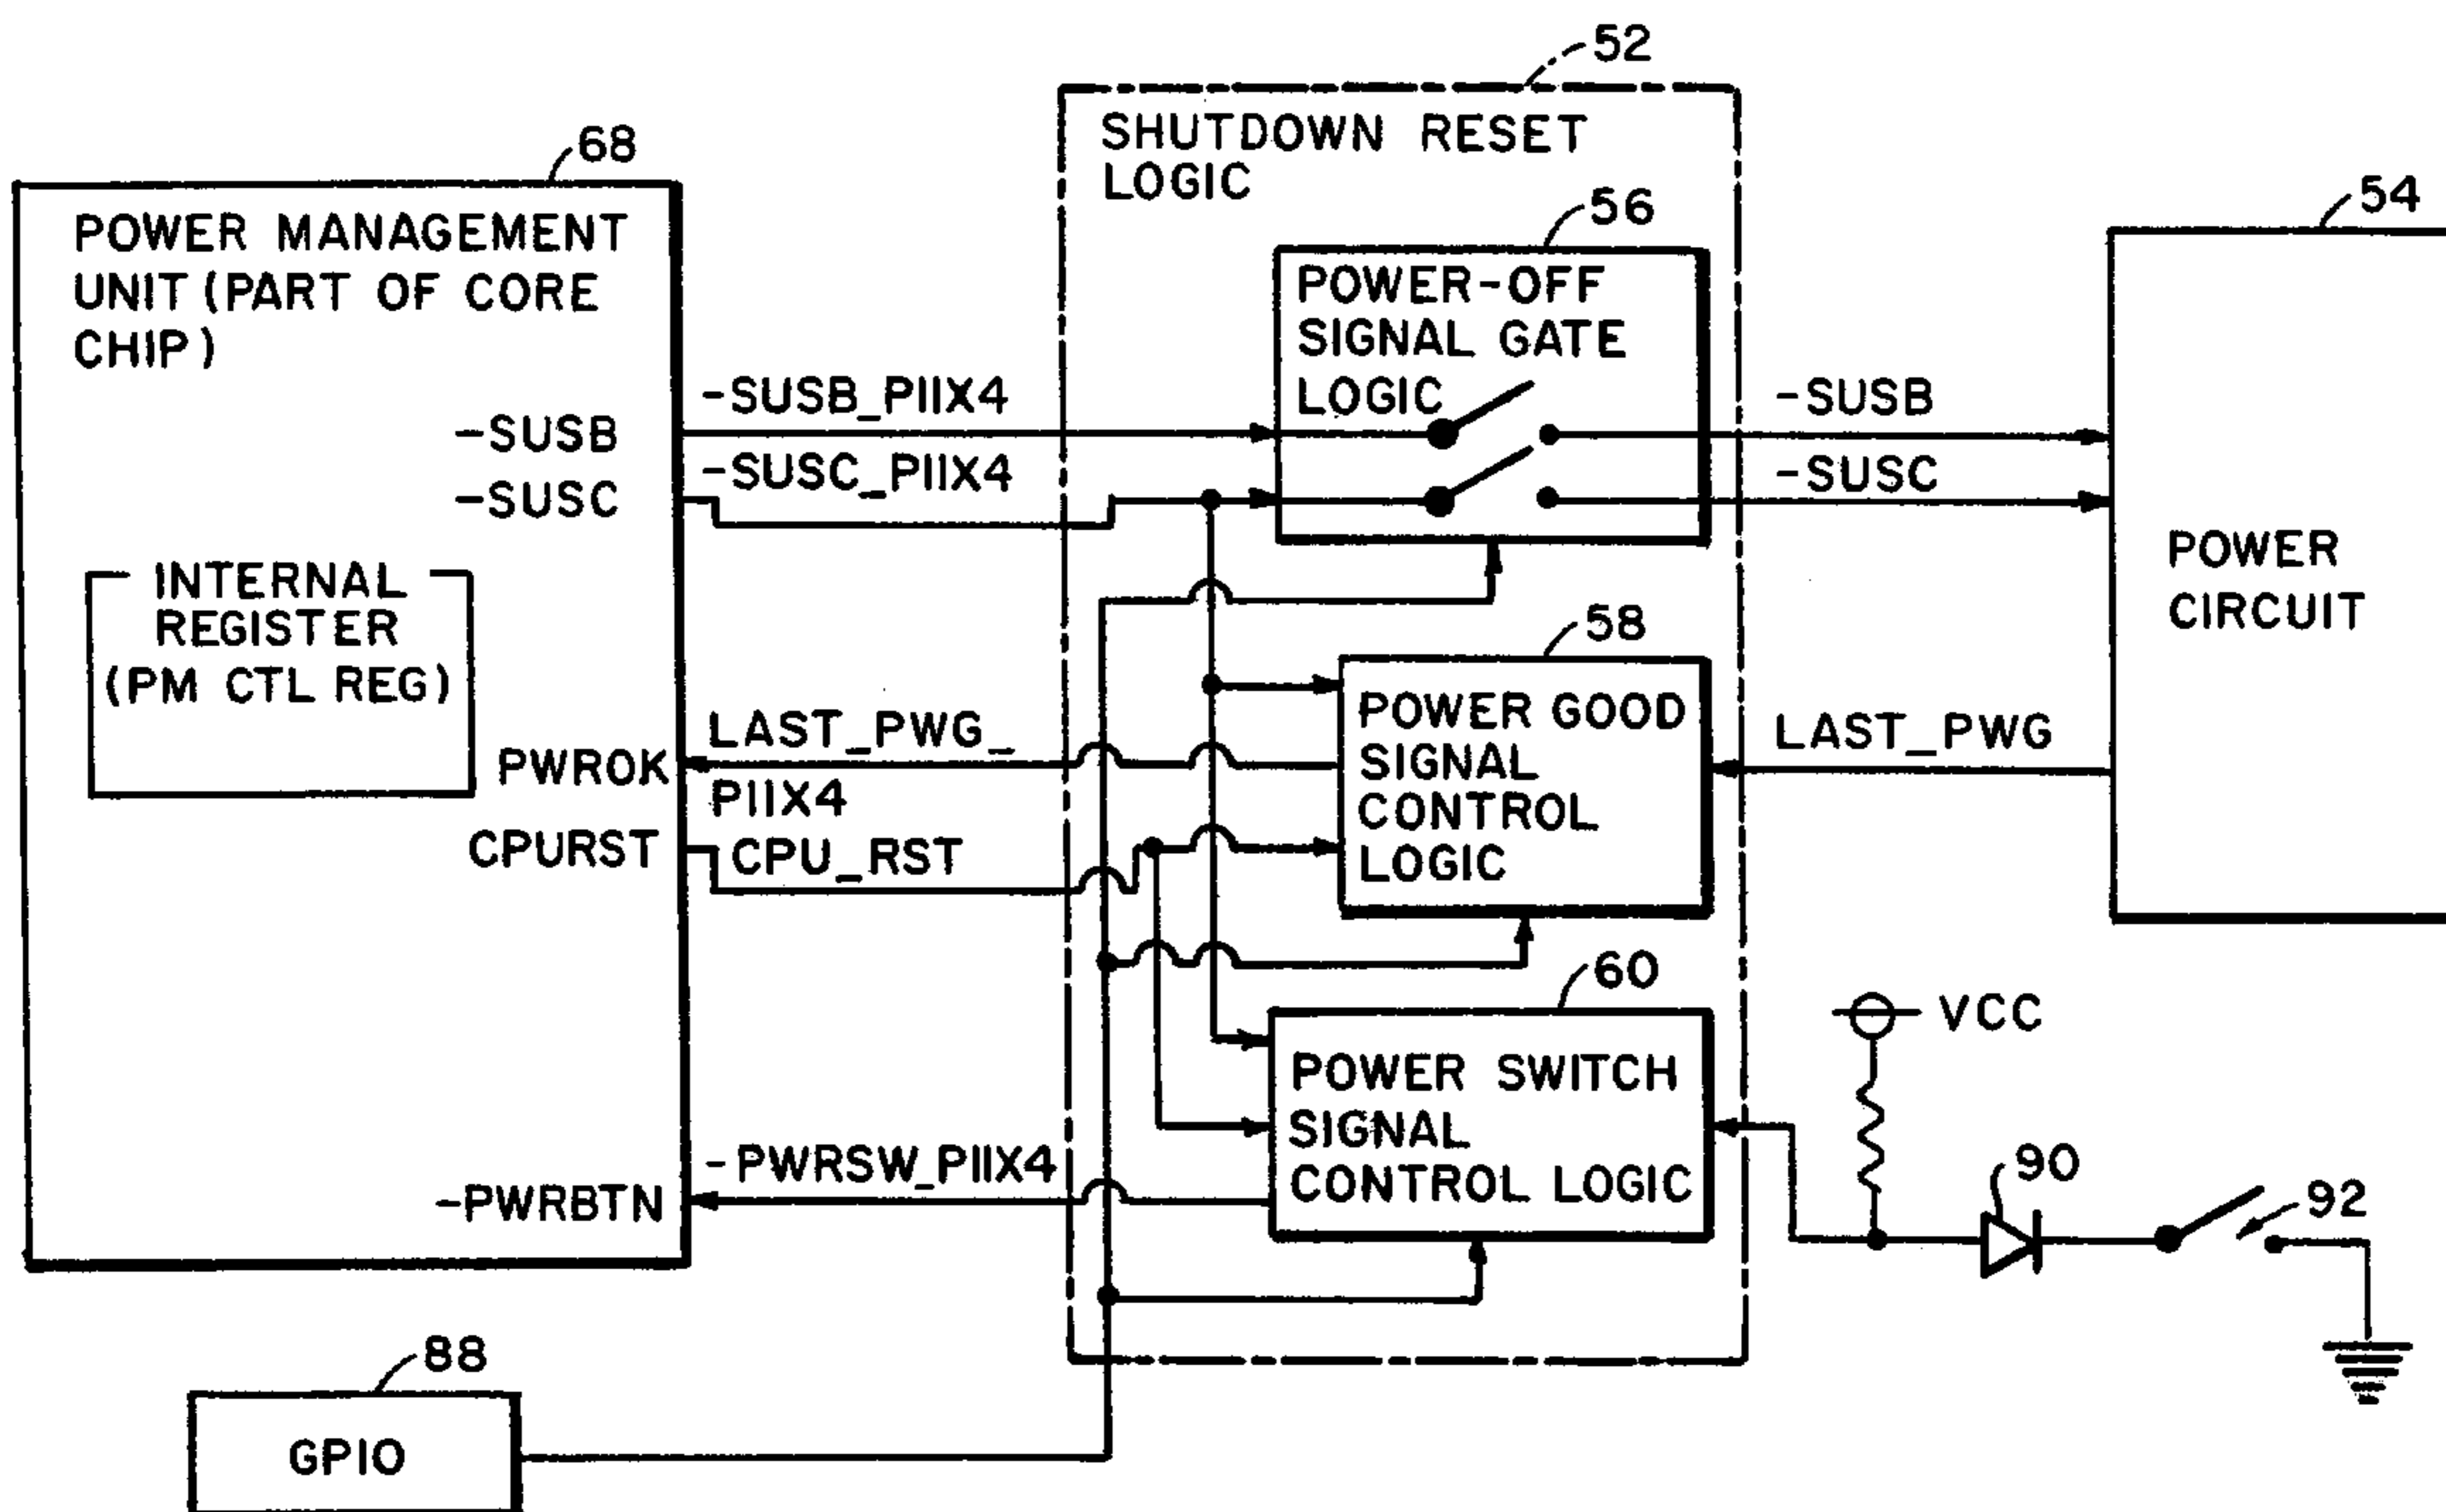 52
SHUTDOWN RESET
LOGIC
68
POWER MANAGEMENT
UNIT (PART OF CORE
CHIP)
56
POWER-OFF
SIGNAL GATE
LOGIC
54
-SUSB
-SUSB_PIIX4
-SUSB
-SUSC
-SUSC_PIIX4
-SUSC
POWER
CIRCUIT
INTERNAL
REGISTER
(PM CTL REG)
58
POWER GOOD
SIGNAL
CONTROL
LOGIC
PWROK
LAST_PWG_
PIIX4
LAST_PWG
CPURST
CPU_RST
60
POWER SWITCH
SIGNAL
CONTROL LOGIC
VCC
-PWRBTN
-PWRSW_PIIX4
90
92
88
GPIO